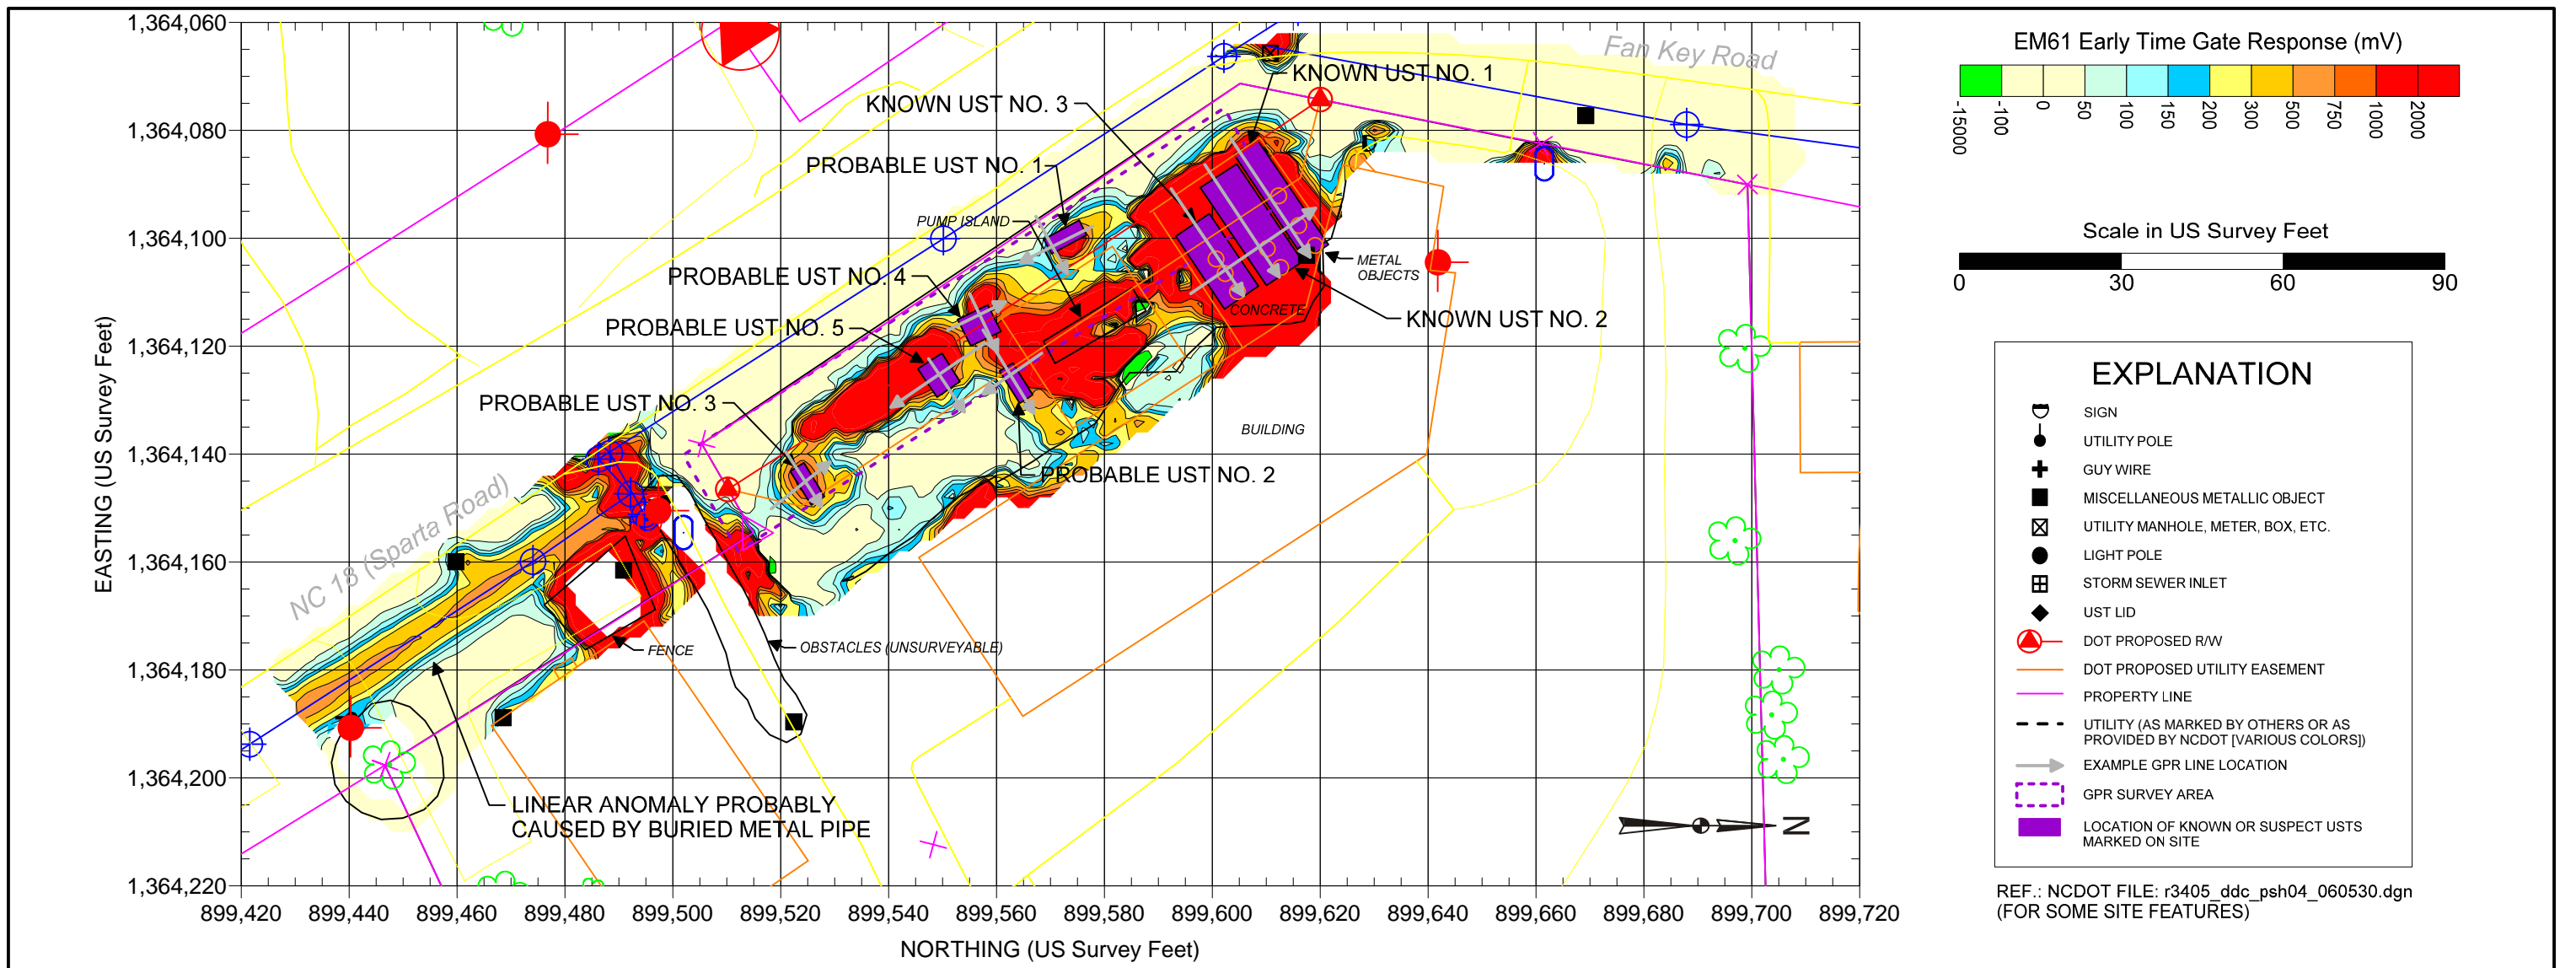 1,364,060
1,364,080
1,364,100
1,364,120
1,364,140
1,364,160
1,364,180
1,364,200
1,364,220
EASTING (US Survey Feet)
899,420 899,440 899,460 899,480 899,500 899,520 899,540 899,560 899,580 899,600 899,620 899,640 899,660 899,680 899,700 899,720
NORTHING (US Survey Feet)
Fan Key Road
KNOWN UST NO. 1
KNOWN UST NO. 3
PROBABLE UST NO. 1
PUMP ISLAND
PROBABLE UST NO. 4
METAL
OBJECTS
CONCRETE
KNOWN UST NO. 2
PROBABLE UST NO. 5
PROBABLE UST NO. 3
BUILDING
PROBABLE UST NO. 2
NC 18 (Sparta Road)
FENCE
OBSTACLES (UNSURVEYABLE)
LINEAR ANOMALY PROBABLY
CAUSED BY BURIED METAL PIPE
N
EM61 Early Time Gate Response (mV)
-15000 -100 0 50 100 150 200 300 500 750 1000 2000
Scale in US Survey Feet
0 30 60 90
EXPLANATION
SIGN
UTILITY POLE
GUY WIRE
MISCELLANEOUS METALLIC OBJECT
UTILITY MANHOLE, METER, BOX, ETC.
LIGHT POLE
STORM SEWER INLET
UST LID
DOT PROPOSED R/W
DOT PROPOSED UTILITY EASEMENT
PROPERTY LINE
UTILITY (AS MARKED BY OTHERS OR AS
PROVIDED BY NCDOT [VARIOUS COLORS])
EXAMPLE GPR LINE LOCATION
GPR SURVEY AREA
LOCATION OF KNOWN OR SUSPECT USTS
MARKED ON SITE
REF.: NCDOT FILE: r3405_ddc_psh04_060530.dgn
(FOR SOME SITE FEATURES)